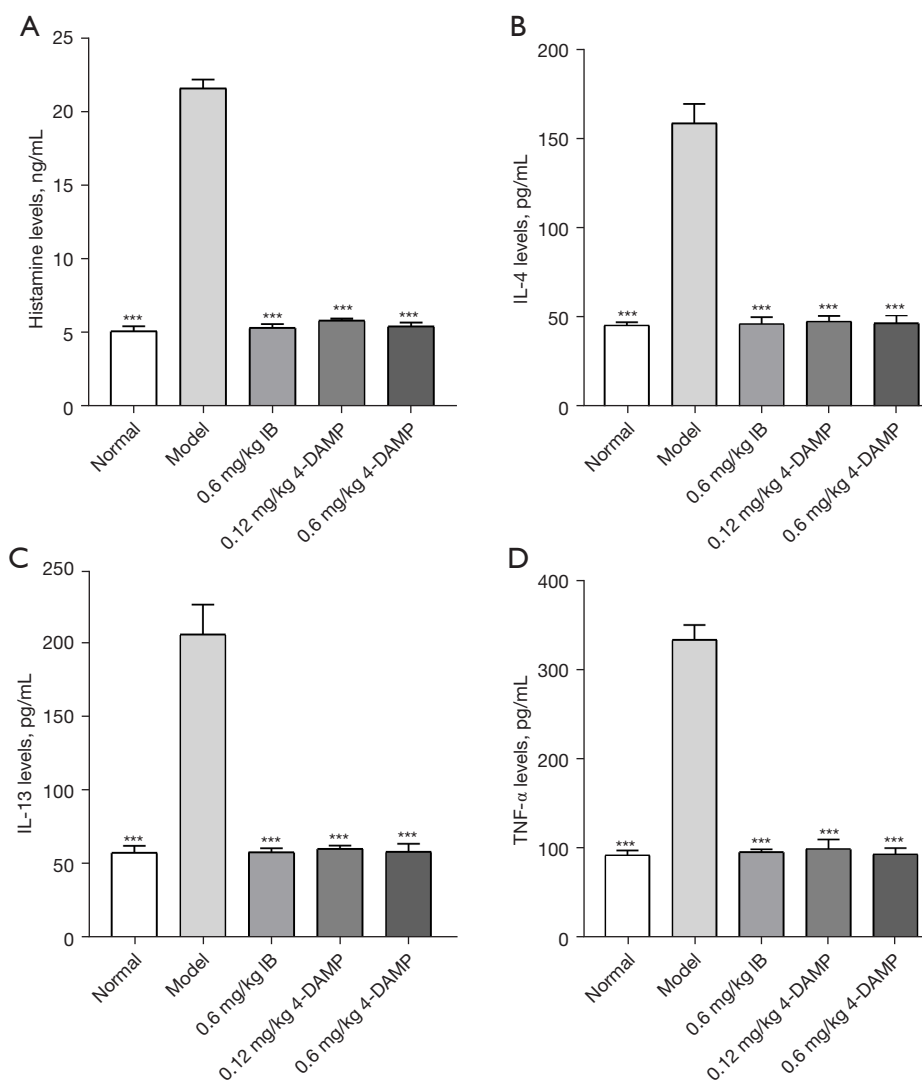 A
Histamine levels, ng/mL
25
20
15
10
5
0
***
***
***
***
Normal
Model
0.6 mg/kg IB
0.12 mg/kg 4-DAMP
0.6 mg/kg 4-DAMP
B
IL-4 levels, pg/mL
200
150
100
50
0
***
***
***
***
Normal
Model
0.6 mg/kg IB
0.12 mg/kg 4-DAMP
0.6 mg/kg 4-DAMP
C
IL-13 levels, pg/mL
250
200
150
100
50
0
***
***
***
***
Normal
Model
0.6 mg/kg IB
0.12 mg/kg 4-DAMP
0.6 mg/kg 4-DAMP
D
TNF-α levels, pg/mL
400
300
200
100
0
***
***
***
***
Normal
Model
0.6 mg/kg IB
0.12 mg/kg 4-DAMP
0.6 mg/kg 4-DAMP